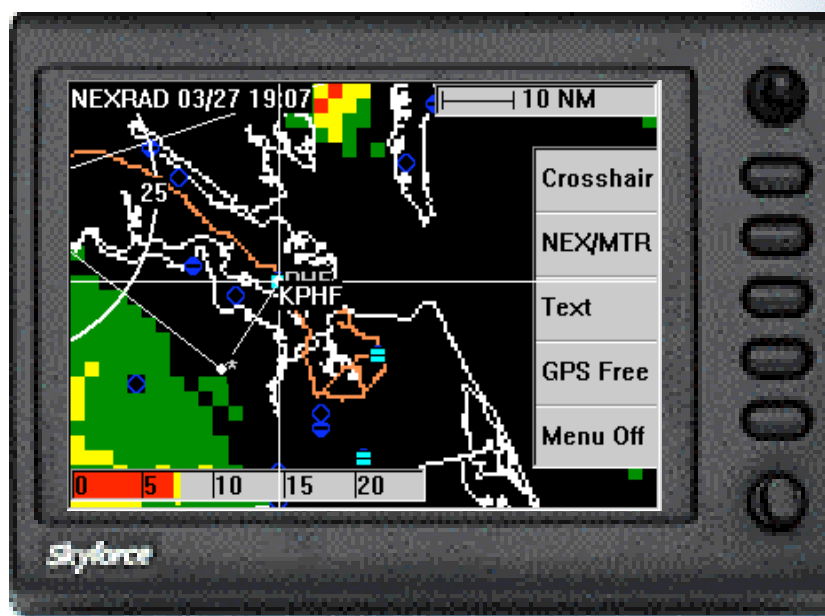 NEXRAD 03/27 19:07
10 NM
25
Crosshair
NEX/MTR
KPHF
Text
GPS Free
Menu Off
0 5 10 15 20
Skyforce